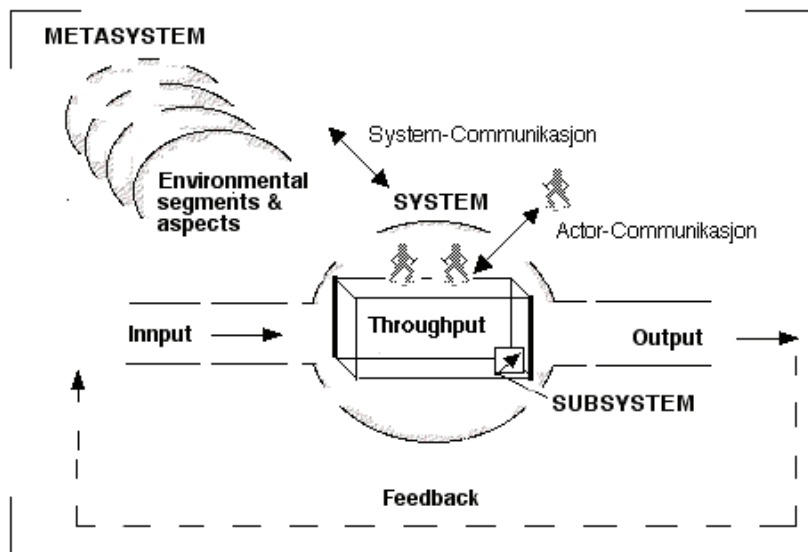 METASYSTEM
System-Communikasjon
Environmental
segments &
aspects
SYSTEM
Actor-Communikasjon
Innput
Throughput
Output
SUBSYSTEM
Feedback